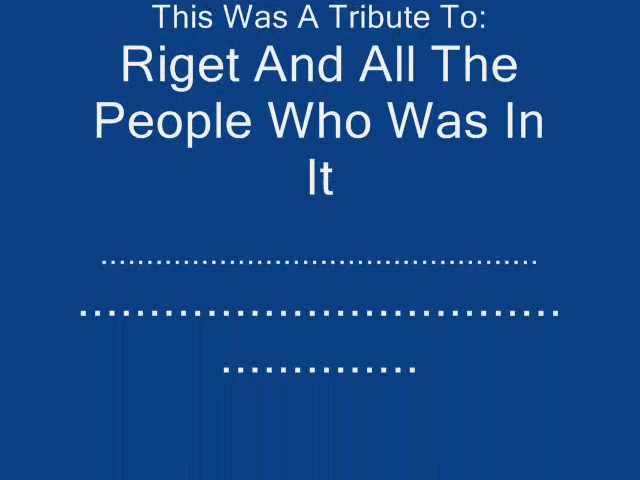 This Was A Tribute To:
Riget And All The
People Who Was In
It
................................................
.................................
..............